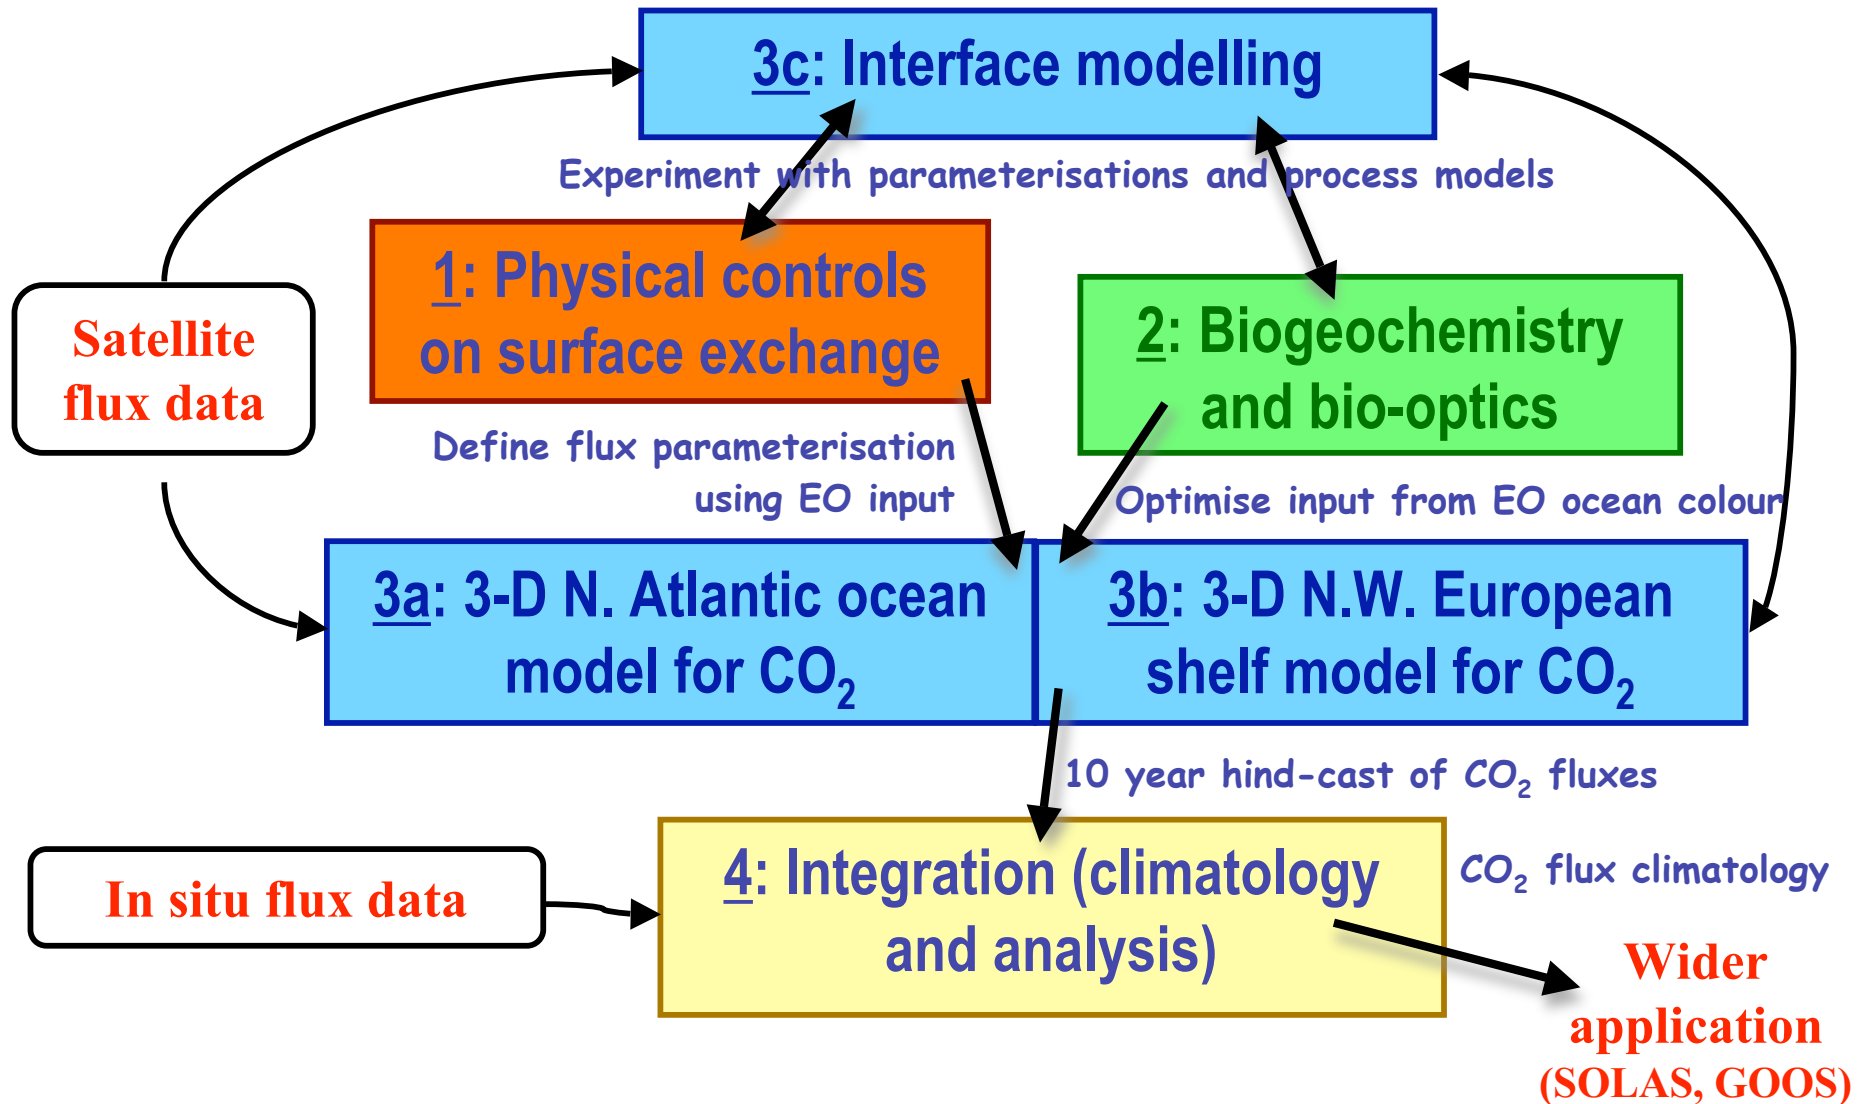 3c: Interface modelling
Experiment with parameterisations and process models
1: Physical controls
on surface exchange
2: Biogeochemistry
and bio-optics
Satellite
flux data
Define flux parameterisation
using EO input
Optimise input from EO ocean colour
3a: 3-D N. Atlantic ocean
model for CO₂
3b: 3-D N.W. European
shelf model for CO₂
10 year hind-cast of CO₂ fluxes
In situ flux data
4: Integration (climatology
and analysis)
CO₂ flux climatology
Wider
application
(SOLAS, GOOS)